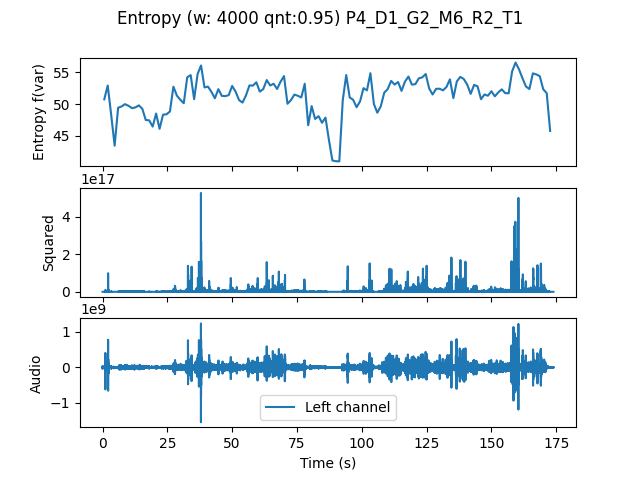 Entropy (w: 4000 qnt:0.95) P4_D1_G2_M6_R2_T1
Entropy f(var)
55
50
45
1e17
Squared
4
2
0
1e9
Audio
1
0
−1
Left channel
0 25 50 75 100 125 150 175
Time (s)